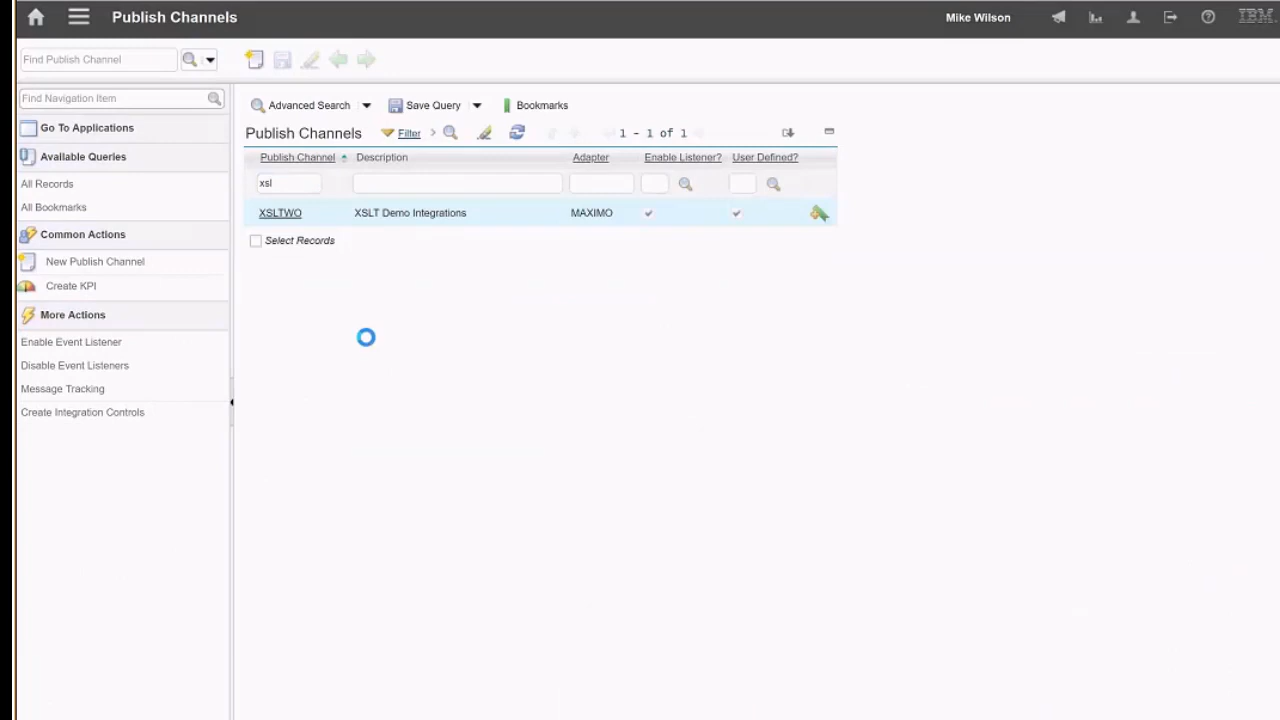 Publish Channels
Mike Wilson
IBM.
Find Publish Channel
Find Navigation Item
Go To Applications
Available Queries
All Records
All Bookmarks
Common Actions
New Publish Channel
Create KPI
More Actions
Enable Event Listener
Disable Event Listeners
Message Tracking
Create Integration Controls
Advanced Search
Save Query
Bookmarks
Publish Channels Filter 1 - 1 of 1
Publish Channel Description Adapter Enable Listener? User Defined?
xsl
XSLTWO XSLT Demo Integrations MAXIMO
Select Records